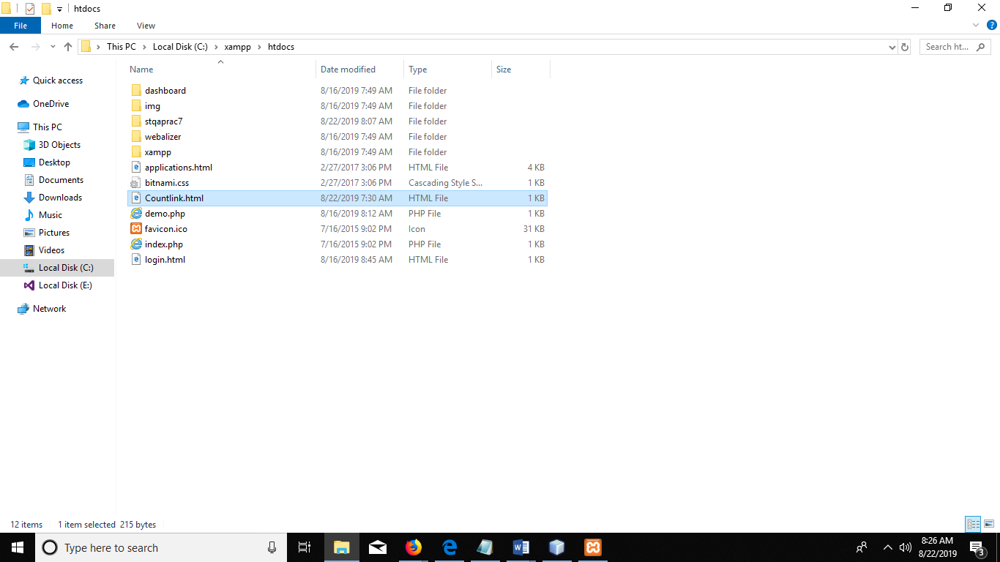 htdocs
File Home Share View
This PC > Local Disk (C:) > xampp > htdocs
Search ht...
Name Date modified Type Size
Quick access
OneDrive
This PC
3D Objects
Desktop
Documents
Downloads
Music
Pictures
Videos
Local Disk (C:)
Local Disk (E:)
Network
dashboard 8/16/2019 7:49 AM File folder
img 8/16/2019 7:49 AM File folder
stqaprac7 8/22/2019 8:07 AM File folder
webalizer 8/16/2019 7:49 AM File folder
xampp 8/16/2019 7:49 AM File folder
applications.html 2/27/2017 3:06 PM HTML File 4 KB
bitnami.css 2/27/2017 3:06 PM Cascading Style S... 1 KB
Countlink.html 8/22/2019 7:30 AM HTML File 1 KB
demo.php 8/16/2019 8:12 AM PHP File 1 KB
favicon.ico 7/16/2015 9:02 PM Icon 31 KB
index.php 7/16/2015 9:02 PM PHP File 1 KB
login.html 8/16/2019 8:45 AM HTML File 1 KB
12 items 1 item selected 215 bytes
Type here to search
8:26 AM
8/22/2019
3